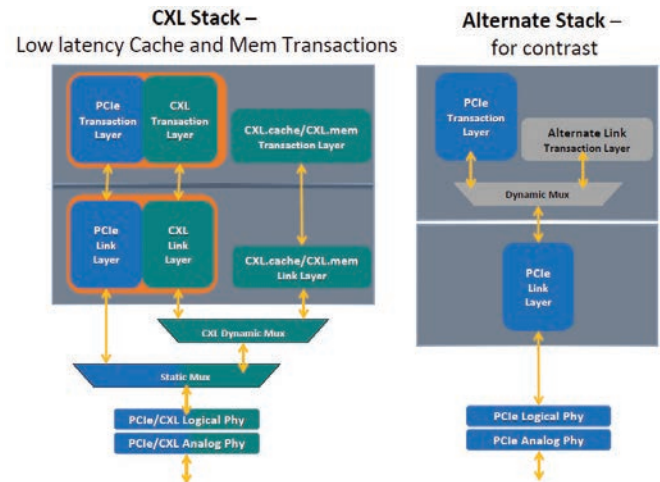 CXL Stack –
Low latency Cache and Mem Transactions
PCIe
Transaction
Layer
CXL
Transaction
Layer
CXL.cache/CXL.mem
Transaction Layer
PCIe
Link
Layer
CXL
Link
Layer
CXL.cache/CXL.mem
Link Layer
CXL Dynamic Mux
Static Mux
PCIe/CXL Logical Phy
PCIe/CXL Analog Phy
Alternate Stack –
for contrast
PCIe
Transaction
Layer
Alternate Link
Transaction Layer
Dynamic Mux
PCIe
Link
Layer
PCIe Logical Phy
PCIe Analog Phy